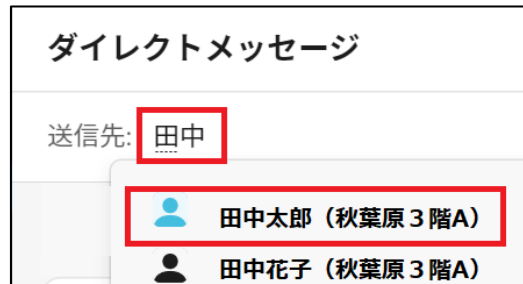 ダイレクトメッセージ
送信先: 田中
田中太郎（秋葉原３階A）
田中花子（秋葉原３階A）